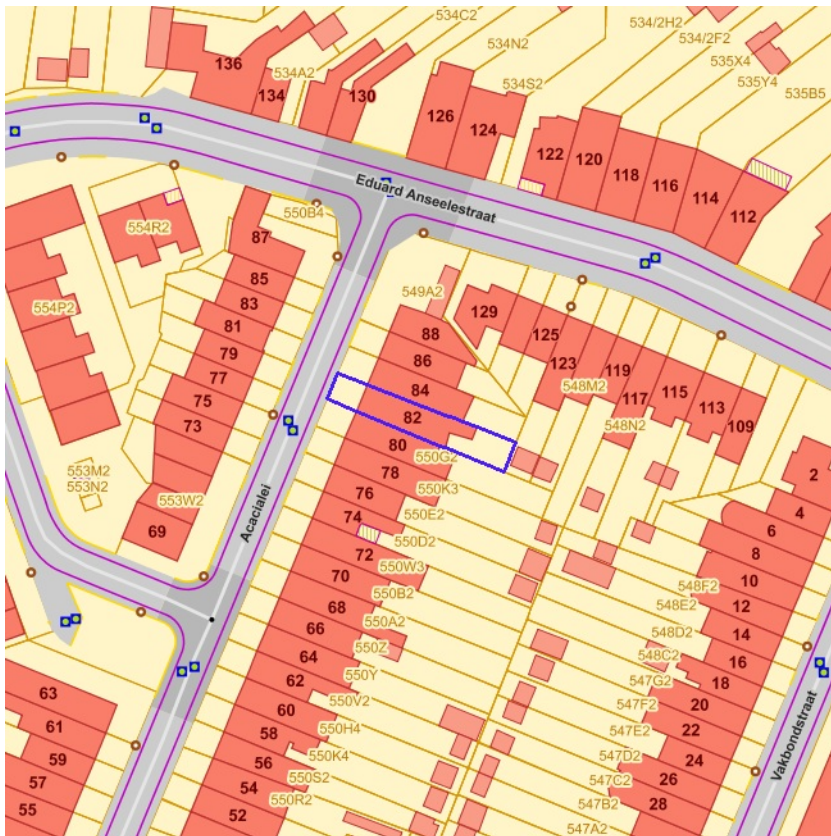 534C2
534/2H2
534/2F2
534N2
136
535X4
534A2
535Y4
534S2
134
130
535B5
126
124
122
120
118
116
114
112
Eduard Anseelestraat
550B4
554R2
87
85
549A2
83
129
554P2
81
88
125
79
86
123
119
77
84
548M2
115
75
82
117
113
73
80
548N2
109
550G2
553M2
78
2
553N2
550K3
553W2
76
4
550E2
74
6
69
Acacialei
550D2
72
8
550W3
70
10
548F2
550B2
68
12
548E2
550A2
66
14
548D2
550Z
64
16
548C2
550Y
18
547G2
62
63
550V2
20
547F2
60
61
550H4
22
547E2
58
59
550K4
24
547D2
56
Vakbondstraat
57
550S2
26
547C2
54
55
550R2
28
547B2
52
547A2